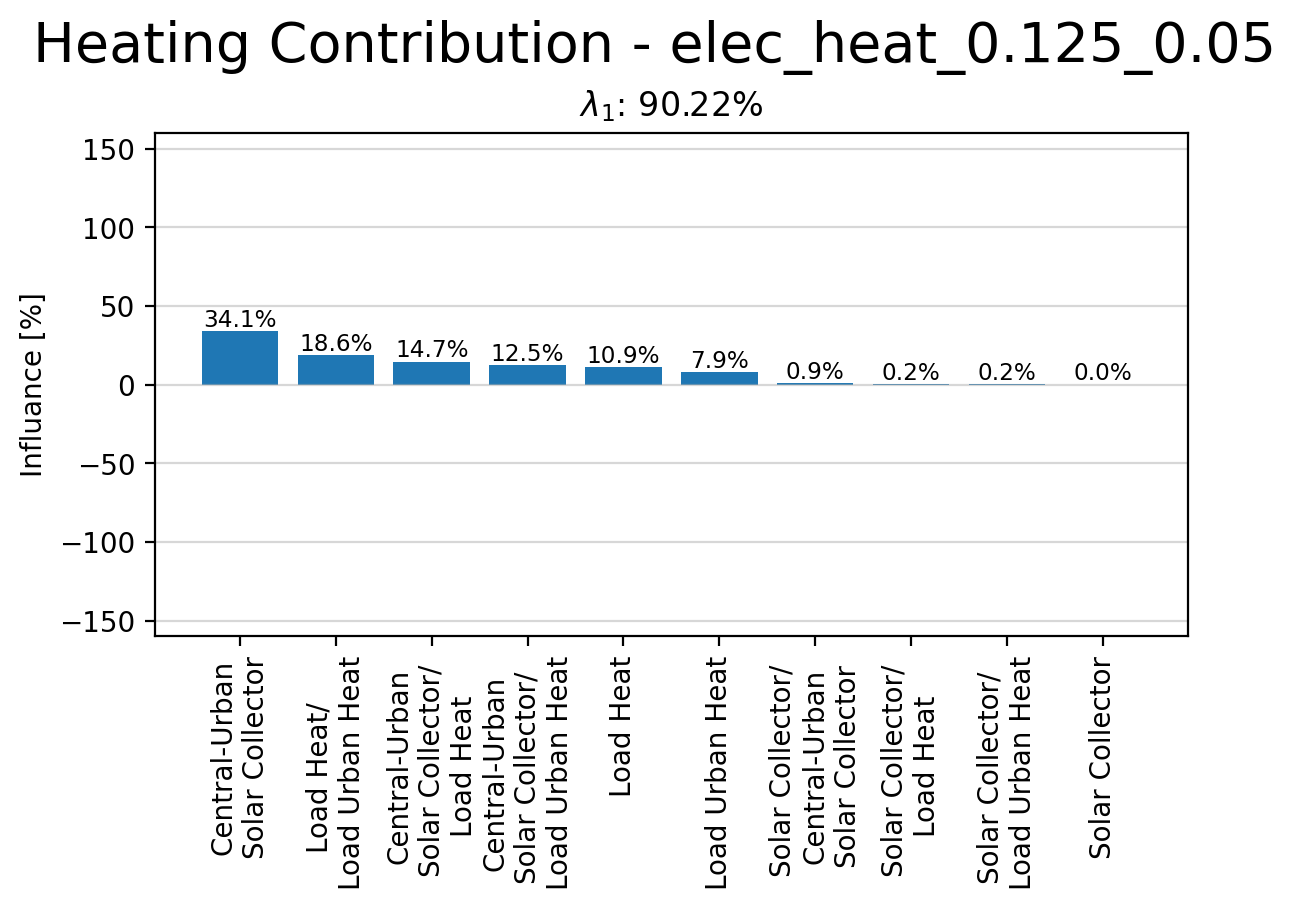 Heating Contribution - elec_heat_0.125_0.05
λ₁: 90.22%
Influance [%]
150
100
50
0
−50
−100
−150
34.1%
18.6%
14.7%
12.5%
10.9%
7.9%
0.9%
0.2%
0.2%
0.0%
Central-Urban
Solar Collector
Load Heat/
Load Urban Heat
Central-Urban
Solar Collector/
Load Heat
Central-Urban
Solar Collector/
Load Urban Heat
Load Heat
Load Urban Heat
Solar Collector/
Central-Urban
Solar Collector
Solar Collector/
Load Heat
Solar Collector/
Load Urban Heat
Solar Collector